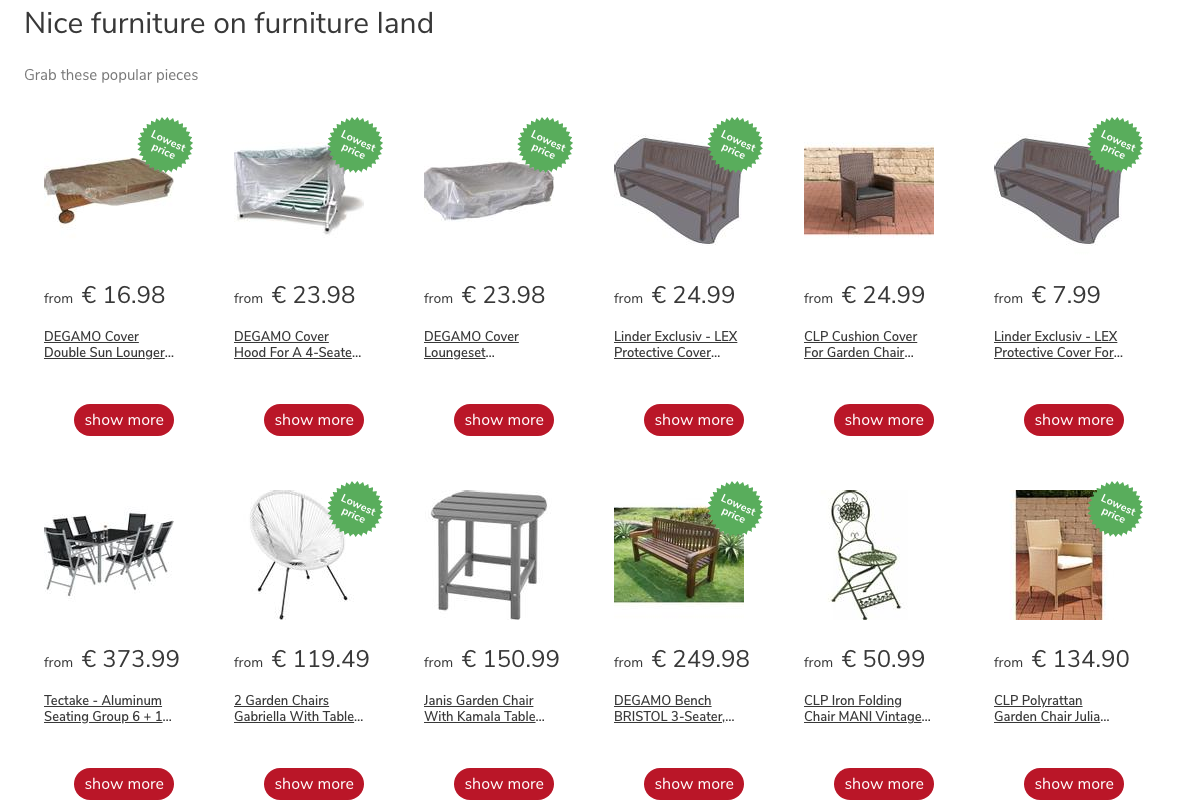 Nice furniture on furniture land
Grab these popular pieces
Lowest
price
Lowest
price
Lowest
price
Lowest
price
Lowest
price
from € 16.98
from € 23.98
from € 23.98
from € 24.99
from € 24.99
from € 7.99
DEGAMO Cover
Double Sun Lounger...
DEGAMO Cover
Hood For A 4-Seate...
DEGAMO Cover
Loungeset...
Linder Exclusiv - LEX
Protective Cover...
CLP Cushion Cover
For Garden Chair...
Linder Exclusiv - LEX
Protective Cover For...
show more
show more
show more
show more
show more
show more
Lowest
price
Lowest
price
Lowest
price
from € 373.99
from € 119.49
from € 150.99
from € 249.98
from € 50.99
from € 134.90
Tectake - Aluminum
Seating Group 6 + 1...
2 Garden Chairs
Gabriella With Table...
Janis Garden Chair
With Kamala Table...
DEGAMO Bench
BRISTOL 3-Seater,...
CLP Iron Folding
Chair MANI Vintage...
CLP Polyrattan
Garden Chair Julia...
show more
show more
show more
show more
show more
show more